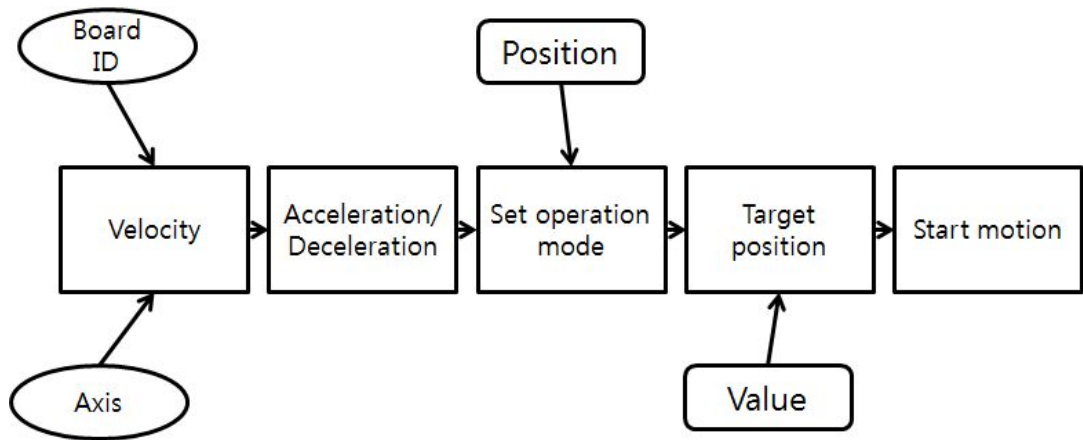 Board
ID
Position
Velocity
Acceleration/
Deceleration
Set operation
mode
Target
position
Start motion
Axis
Value